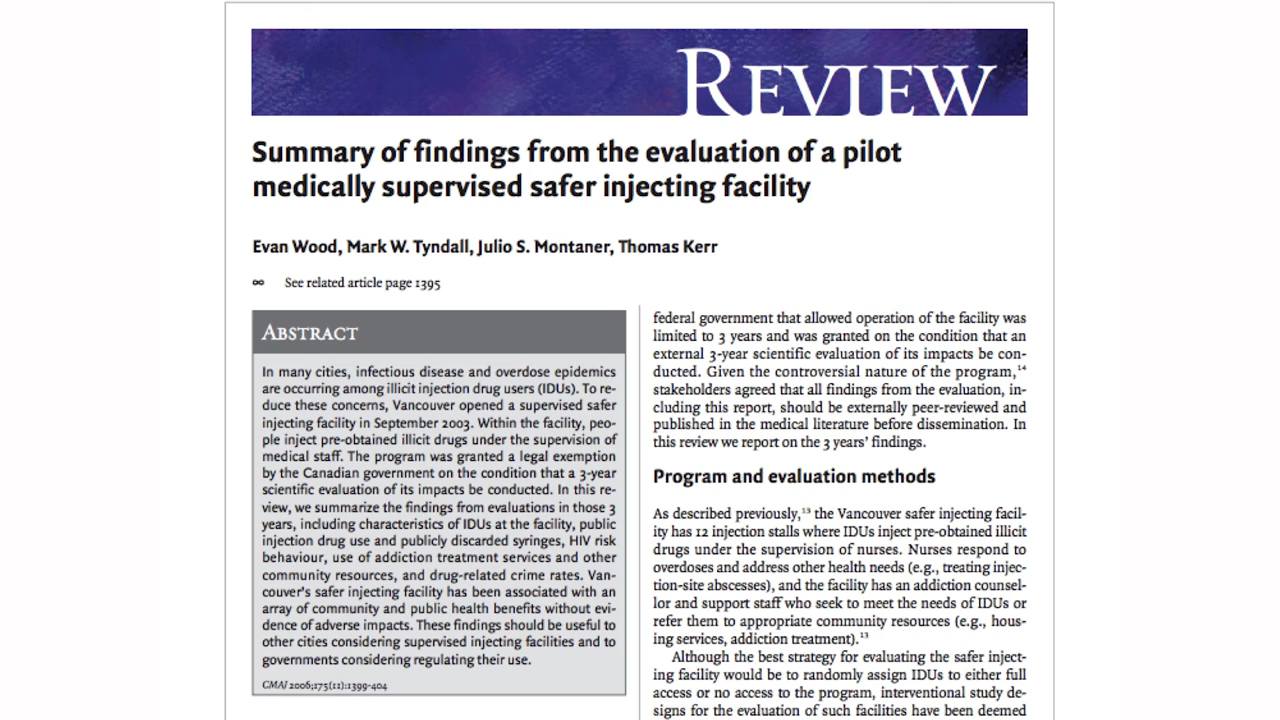 REVIEW
Summary of findings from the evaluation of a pilot
medically supervised safer injecting facility
Evan Wood, Mark W. Tyndall, Julio S. Montaner, Thomas Kerr
∞ See related article page 1395
ABSTRACT
In many cities, infectious disease and overdose epidemics
are occurring among illicit injection drug users (IDUs). To re-
duce these concerns, Vancouver opened a supervised safer
injecting facility in September 2003. Within the facility, peo-
ple inject pre-obtained illicit drugs under the supervision of
medical staff. The program was granted a legal exemption
by the Canadian government on the condition that a 3-year
scientific evaluation of its impacts be conducted. In this re-
view, we summarize the findings from evaluations in those 3
years, including characteristics of IDUs at the facility, public
injection drug use and publicly discarded syringes, HIV risk
behaviour, use of addiction treatment services and other
community resources, and drug-related crime rates. Van-
couver's safer injecting facility has been associated with an
array of community and public health benefits without evi-
dence of adverse impacts. These findings should be useful to
other cities considering supervised injecting facilities and to
governments considering regulating their use.
CMAJ 2006;175(11):1399-404
federal government that allowed operation of the facility was
limited to 3 years and was granted on the condition that an
external 3-year scientific evaluation of its impacts be con-
ducted. Given the controversial nature of the program,¹⁴
stakeholders agreed that all findings from the evaluation, in-
cluding this report, should be externally peer-reviewed and
published in the medical literature before dissemination. In
this review we report on the 3 years' findings.
Program and evaluation methods
As described previously,¹³ the Vancouver safer injecting facil-
ity has 12 injection stalls where IDUs inject pre-obtained illicit
drugs under the supervision of nurses. Nurses respond to
overdoses and address other health needs (e.g., treating injec-
tion-site abscesses), and the facility has an addiction counsel-
lor and support staff who seek to meet the needs of IDUs or
refer them to appropriate community resources (e.g., hous-
ing services, addiction treatment).¹³
Although the best strategy for evaluating the safer inject-
ing facility would be to randomly assign IDUs to either full
access or no access to the program, interventional study de-
signs for the evaluation of such facilities have been deemed